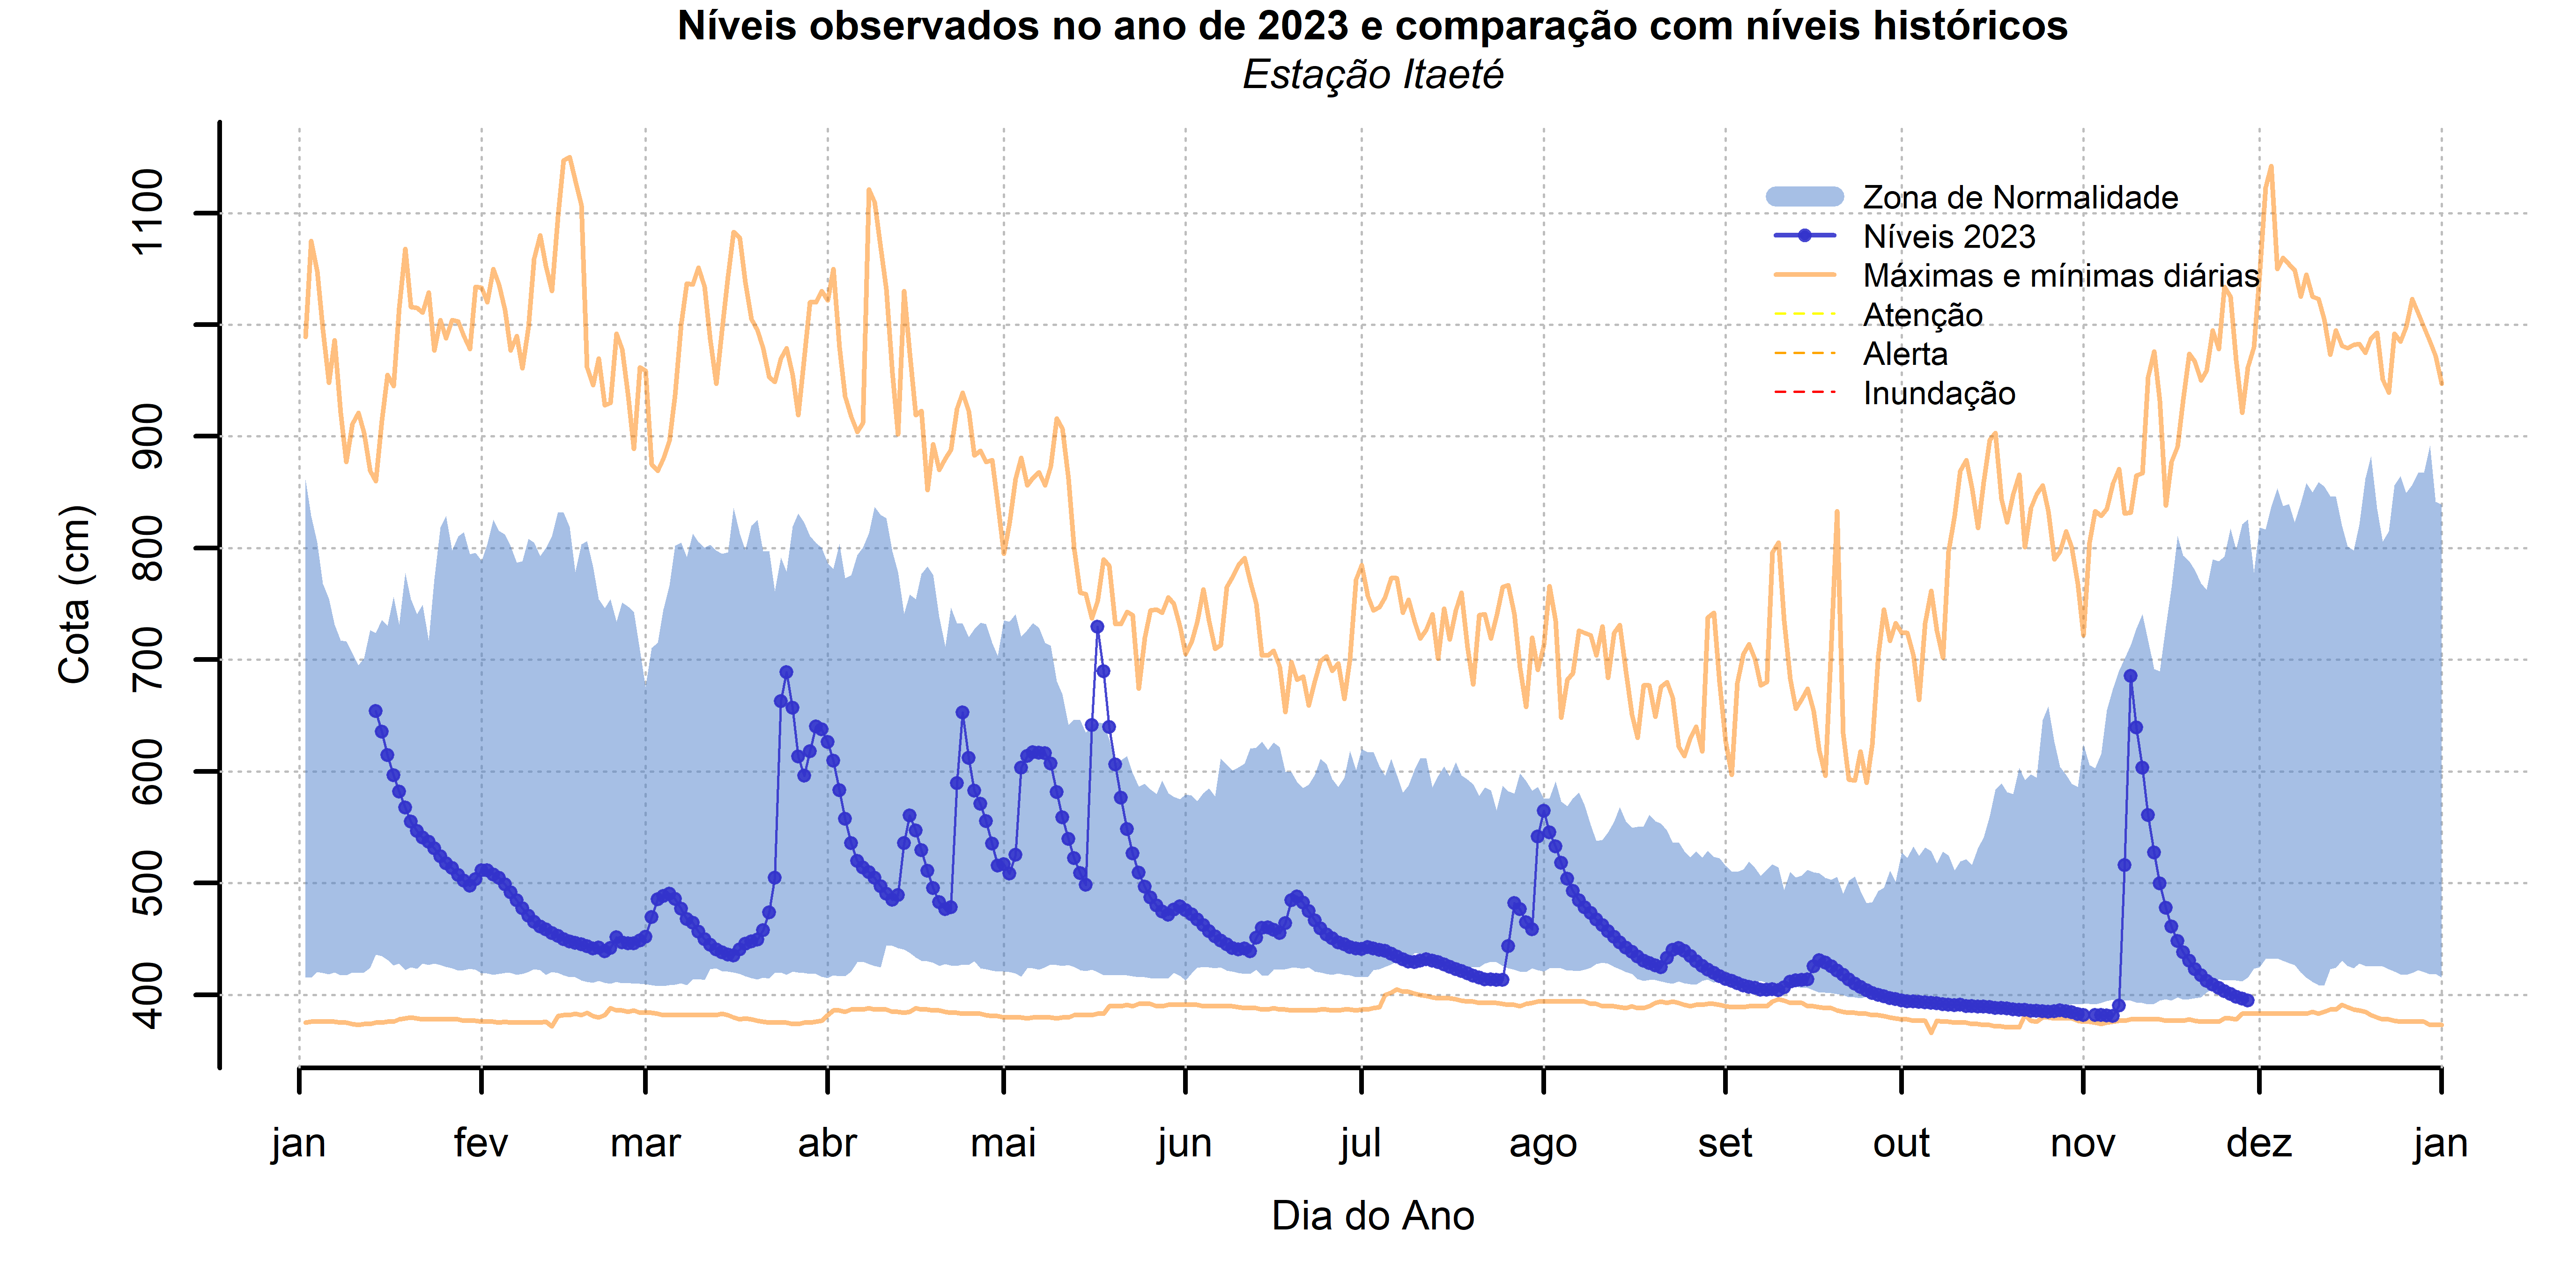 Níveis observados no ano de 2023 e comparação com níveis históricos
Estação Itaeté
Cota (cm)
1100
900
800
700
600
500
400
Zona de Normalidade
Níveis 2023
Máximas e mínimas diárias
Atenção
Alerta
Inundação
jan fev mar abr mai jun jul ago set out nov dez jan
Dia do Ano